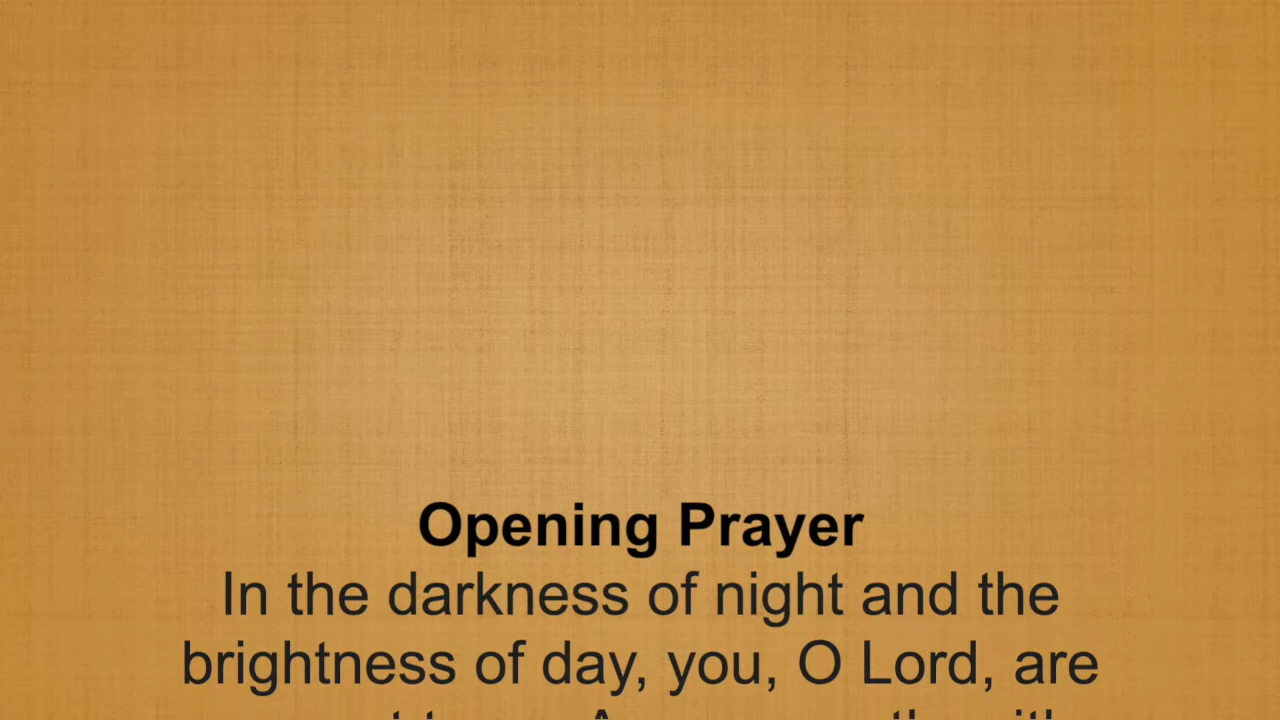 Opening Prayer
In the darkness of night and the
brightness of day, you, O Lord, are